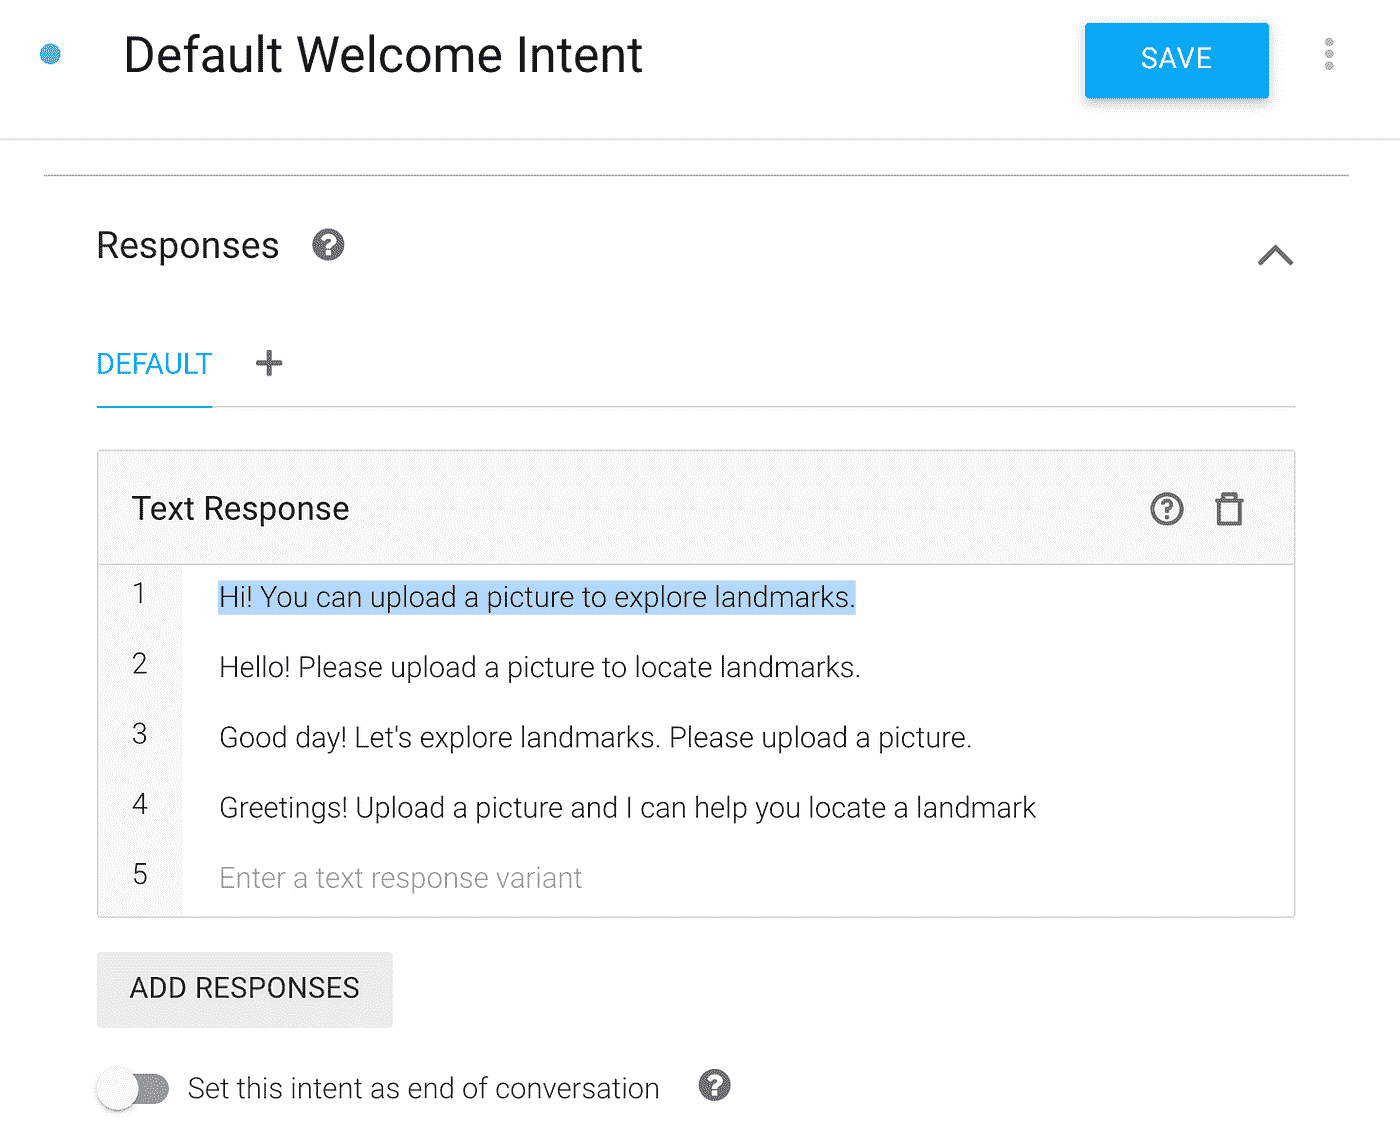 Default Welcome Intent
SAVE
Responses
DEFAULT
Text Response
1 Hi! You can upload a picture to explore landmarks.
2 Hello! Please upload a picture to locate landmarks.
3 Good day! Let's explore landmarks. Please upload a picture.
4 Greetings! Upload a picture and I can help you locate a landmark
5 Enter a text response variant
ADD RESPONSES
Set this intent as end of conversation